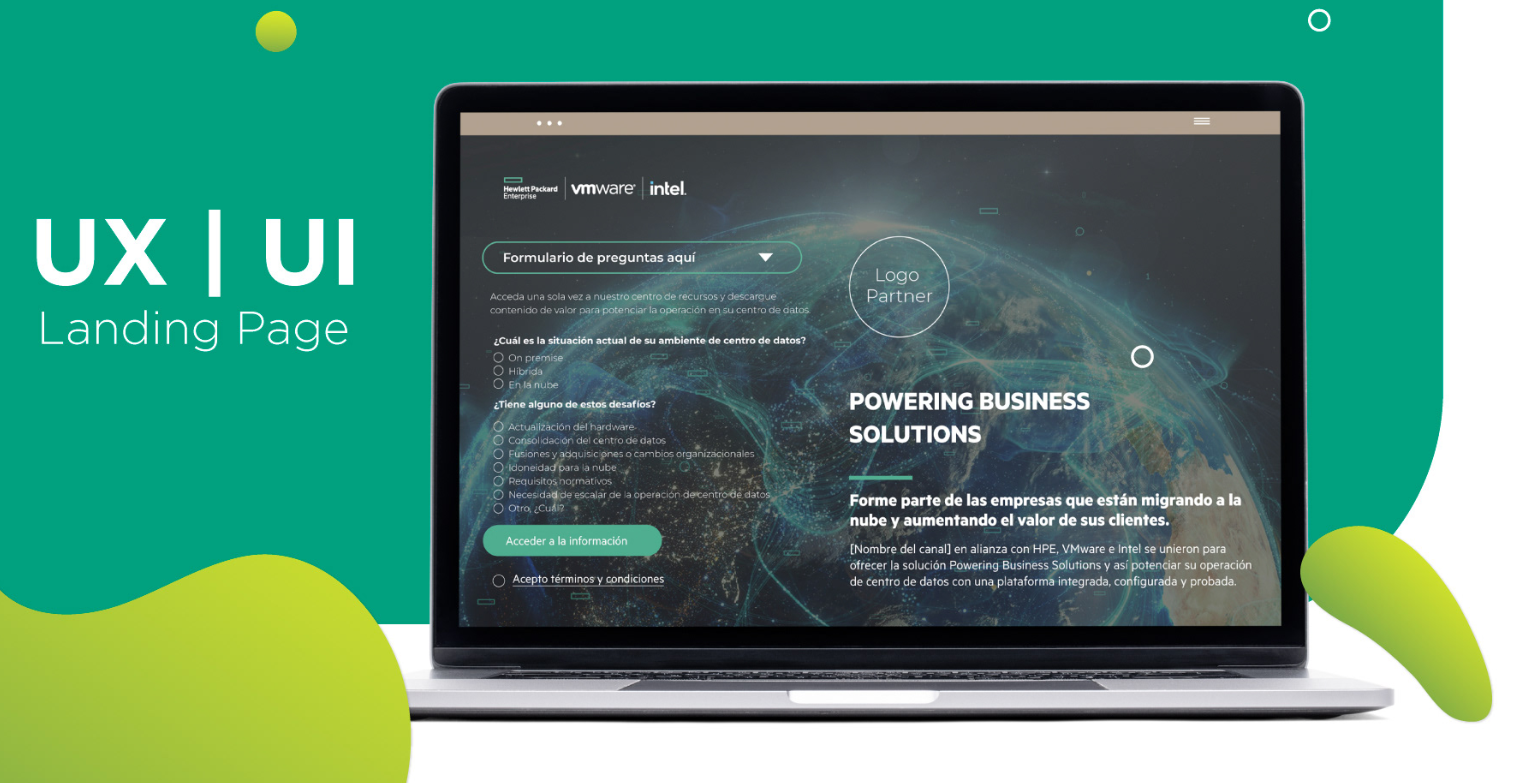 UX | UI
Landing Page
Hewlett Packard
Enterprise
vmware®
intel.
Formulario de preguntas aquí
Acceda una sola vez a nuestro centro de recursos y descargue
contenido de valor para potenciar la operación en su centro de datos
¿Cuál es la situación actual de su ambiente de centro de datos?
On premise
Híbrida
En la nube
¿Tiene alguno de estos desafíos?
Actualización del hardware
Consolidación del centro de datos
Fusiones y adquisiciones o cambios organizacionales
Idoneidad para la nube
Requisitos normativos
Necesidad de escalar de la operación de centro de datos
Otro, ¿Cuál?
Acceder a la información
Acepto términos y condiciones
Logo
Partner
POWERING BUSINESS
SOLUTIONS
Forme parte de las empresas que están migrando a la
nube y aumentando el valor de sus clientes.
[Nombre del canal] en alianza con HPE, VMware e Intel se unieron para
ofrecer la solución Powering Business Solutions y así potenciar su operación
de centro de datos con una plataforma integrada, configurada y probada.